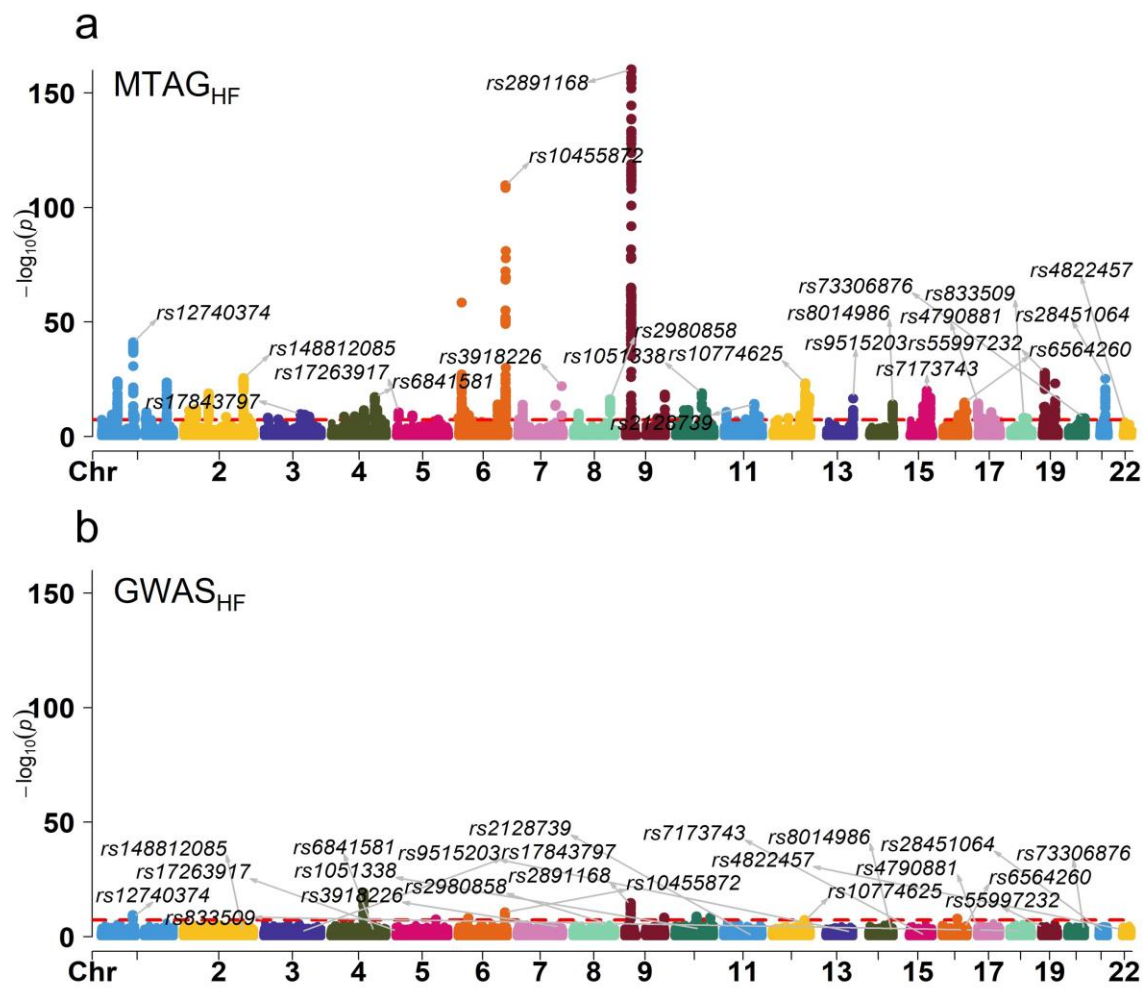 a
MTAG_HF
rs2891168
rs10455872
rs4822457
rs73306876
rs833509
rs12740374
rs8014986
rs4790881
rs28451064
rs2980858
rs148812085
rs3918226
rs1051338
rs10774625
rs9515203
rs55997232
rs6564260
rs17263917
rs6841581
rs7173743
rs17843797
rs2128739
−log10(p)
150
100
50
0
Chr 2 3 4 5 6 7 8 9 11 13 15 17 19 22
b
GWAS_HF
rs2128739
rs7173743
rs8014986
rs28451064
rs148812085
rs6841581
rs9515203
rs17843797
rs73306876
rs17263917
rs1051338
rs4822457
rs4790881
rs6564260
rs12740374
rs3918226
rs2980858
rs2891168
rs10455872
rs10774625
rs55997232
rs833509
−log10(p)
150
100
50
0
Chr 2 3 4 5 6 7 8 9 11 13 15 17 19 22